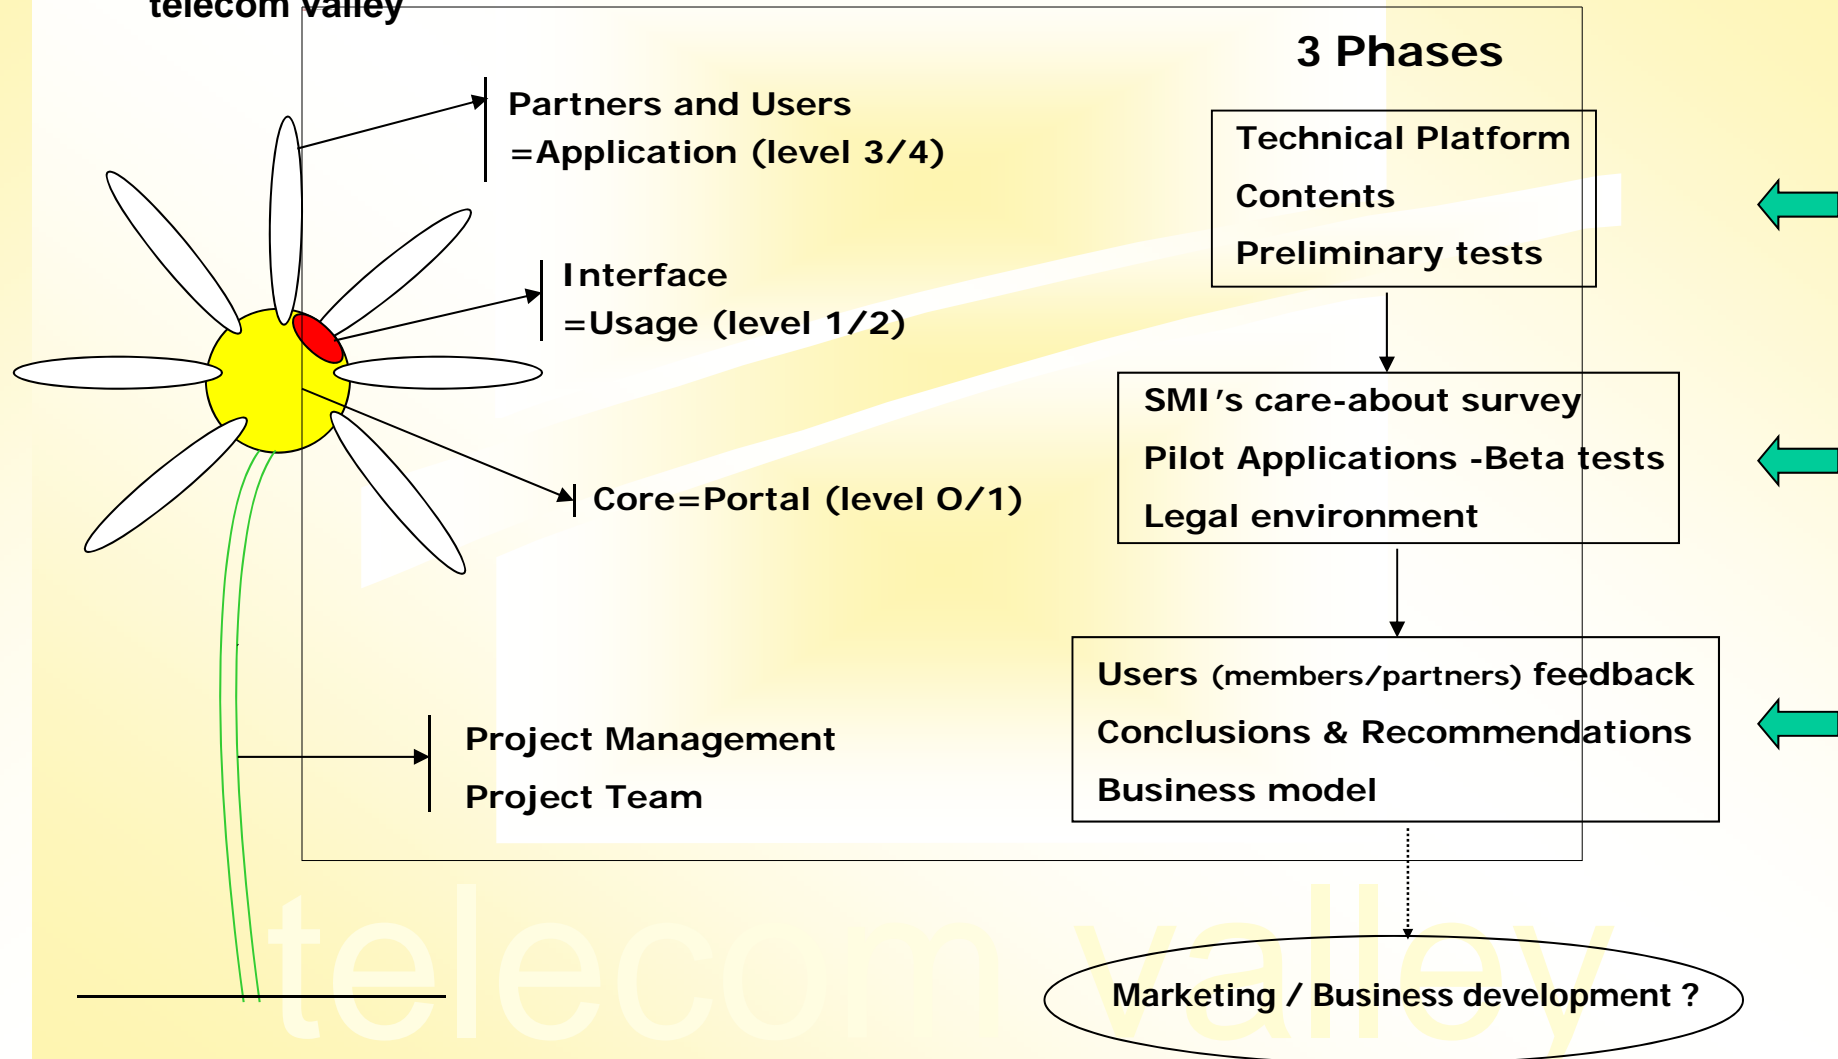 telecom valley
3 Phases
Partners and Users
=Application (level 3/4)
Interface
=Usage (level 1/2)
Core=Portal (level O/1)
Project Management
Project Team
Technical Platform
Contents
Preliminary tests
SMI's care-about survey
Pilot Applications -Beta tests
Legal environment
Users (members/partners) feedback
Conclusions & Recommendations
Business model
Marketing / Business development ?
telecom valley